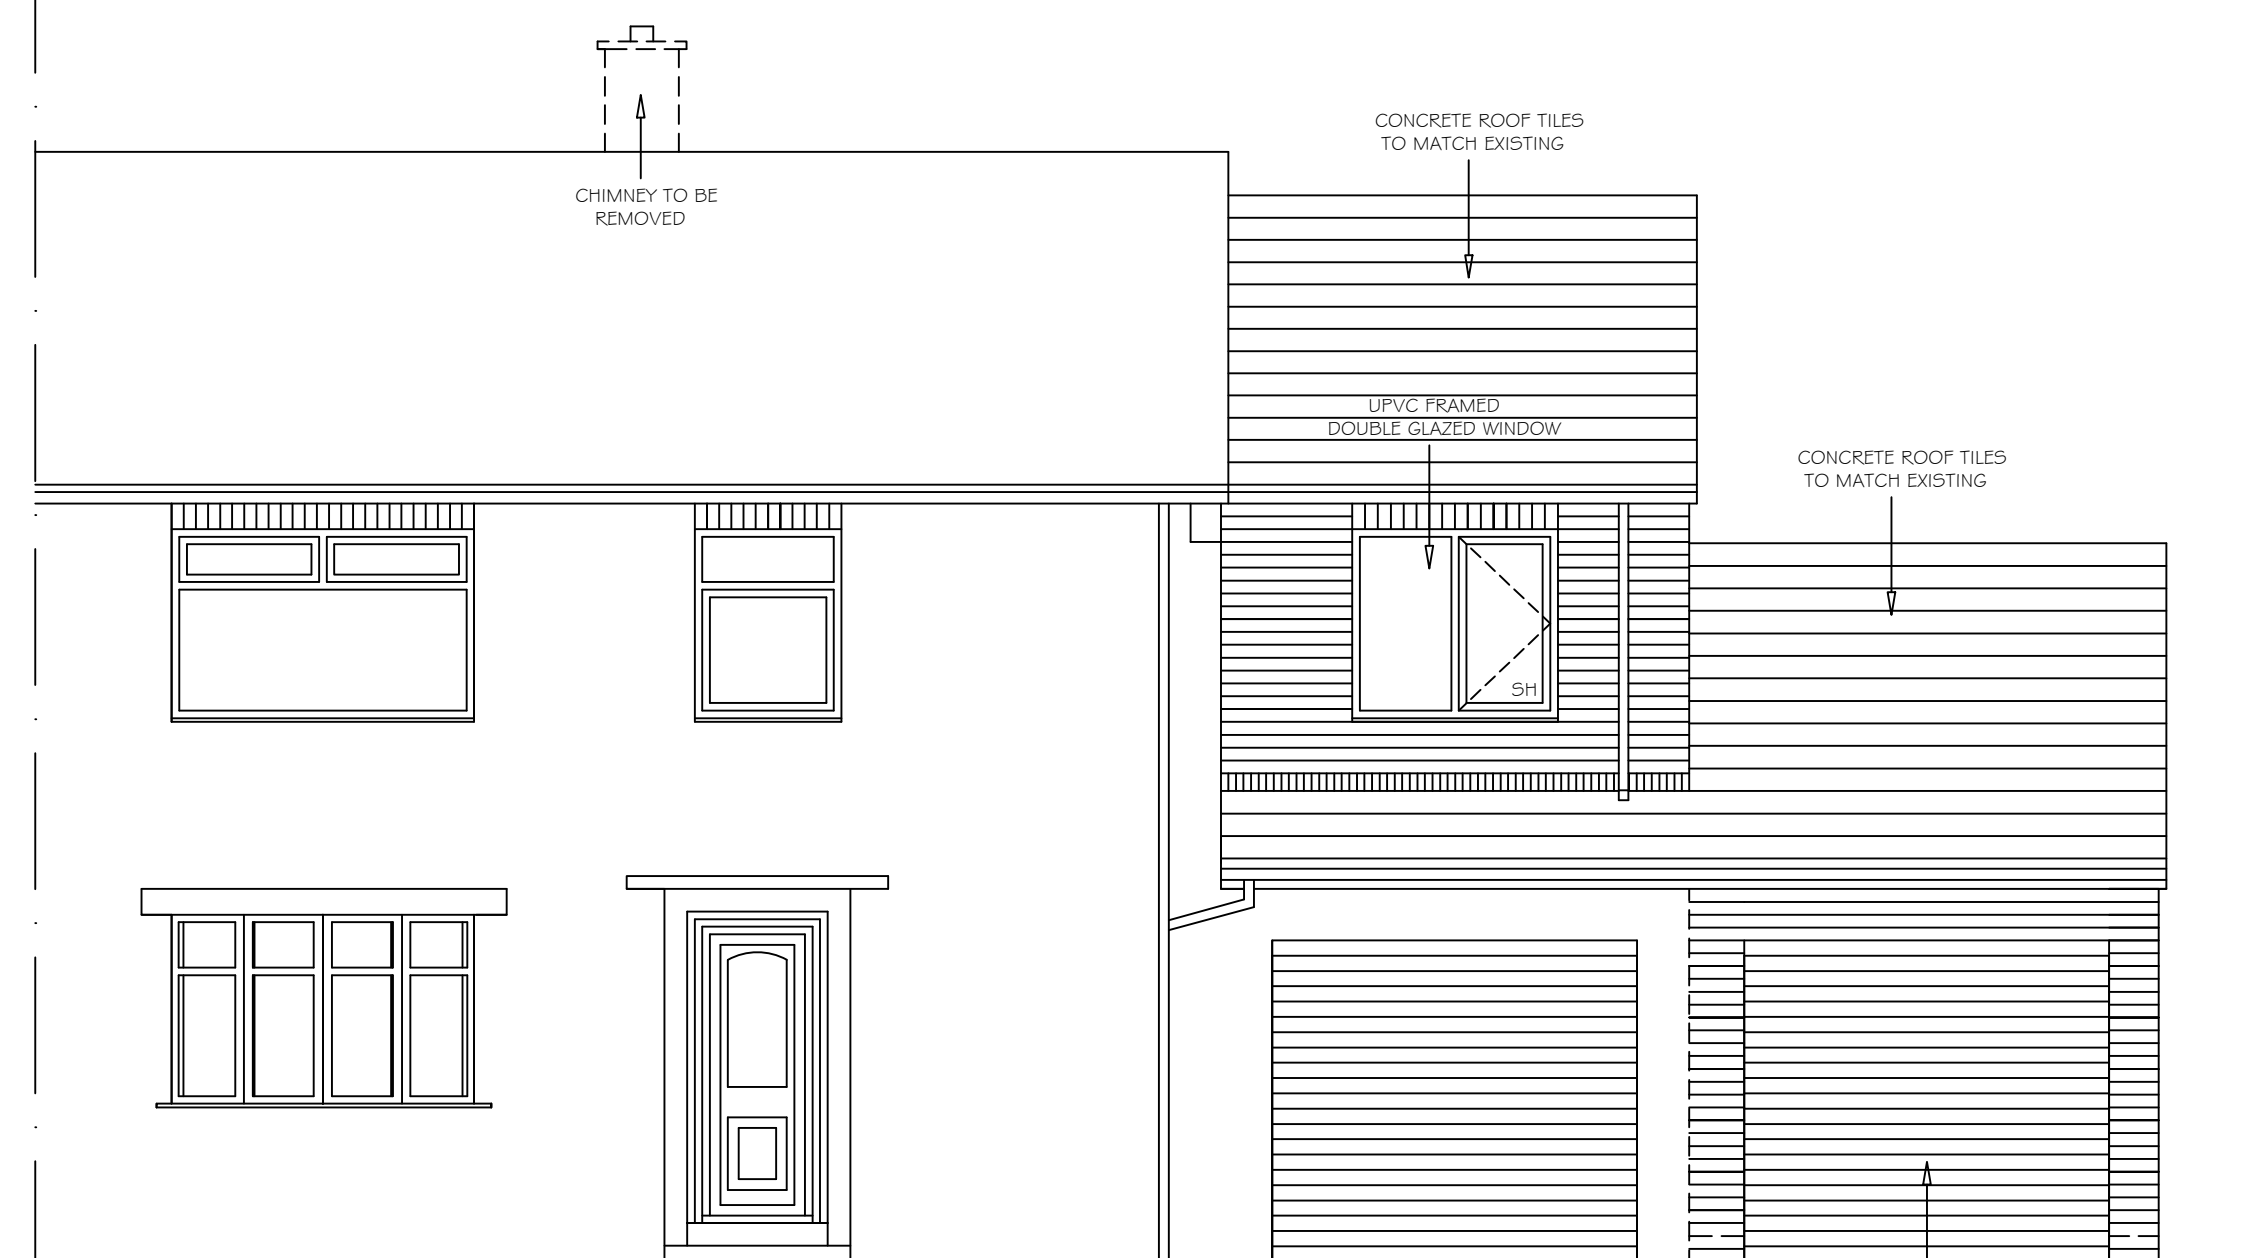 CONCRETE ROOF TILES
TO MATCH EXISTING
CHIMNEY TO BE
REMOVED
UPVC FRAMED
DOUBLE GLAZED WINDOW
CONCRETE ROOF TILES
TO MATCH EXISTING
SH